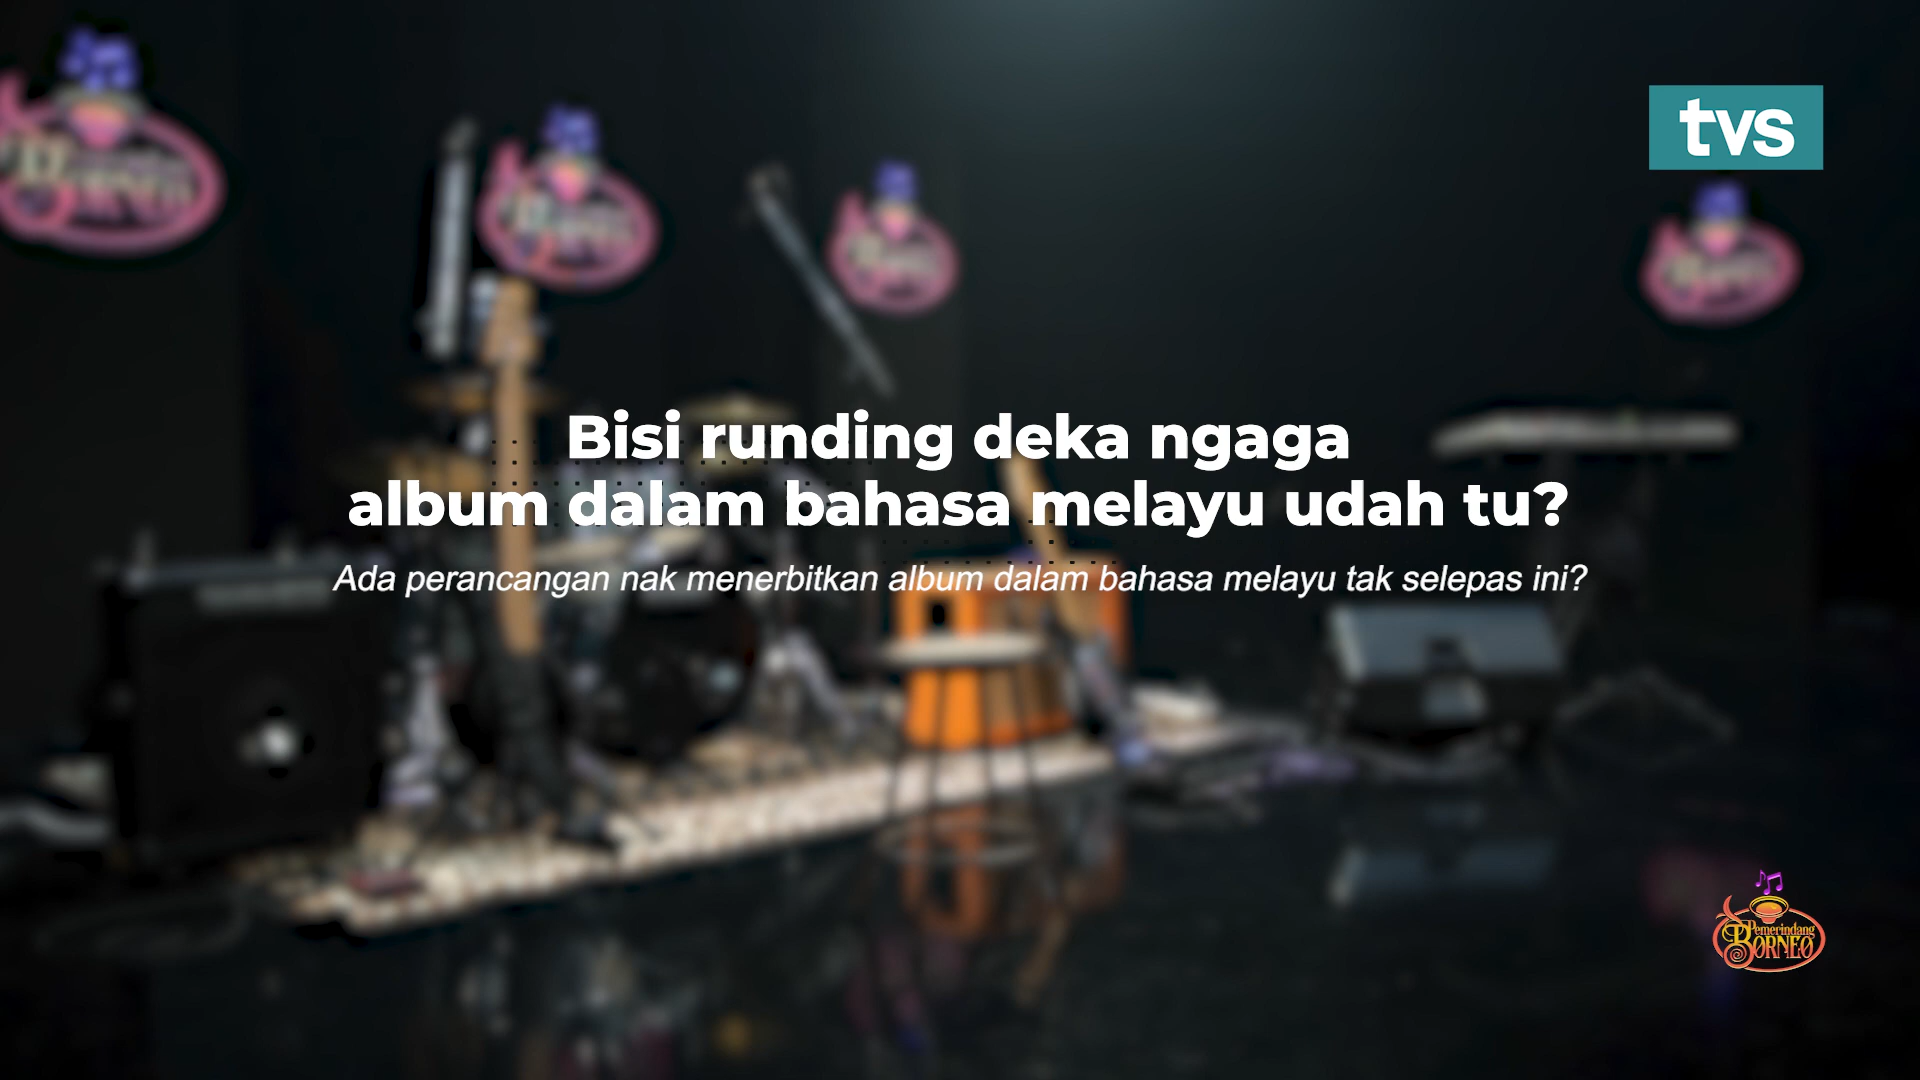 tvs
Bisi runding deka ngaga
album dalam bahasa melayu udah tu?
Ada perancangan nak menerbitkan album dalam bahasa melayu tak selepas ini?
Pemerindang
BORNEO